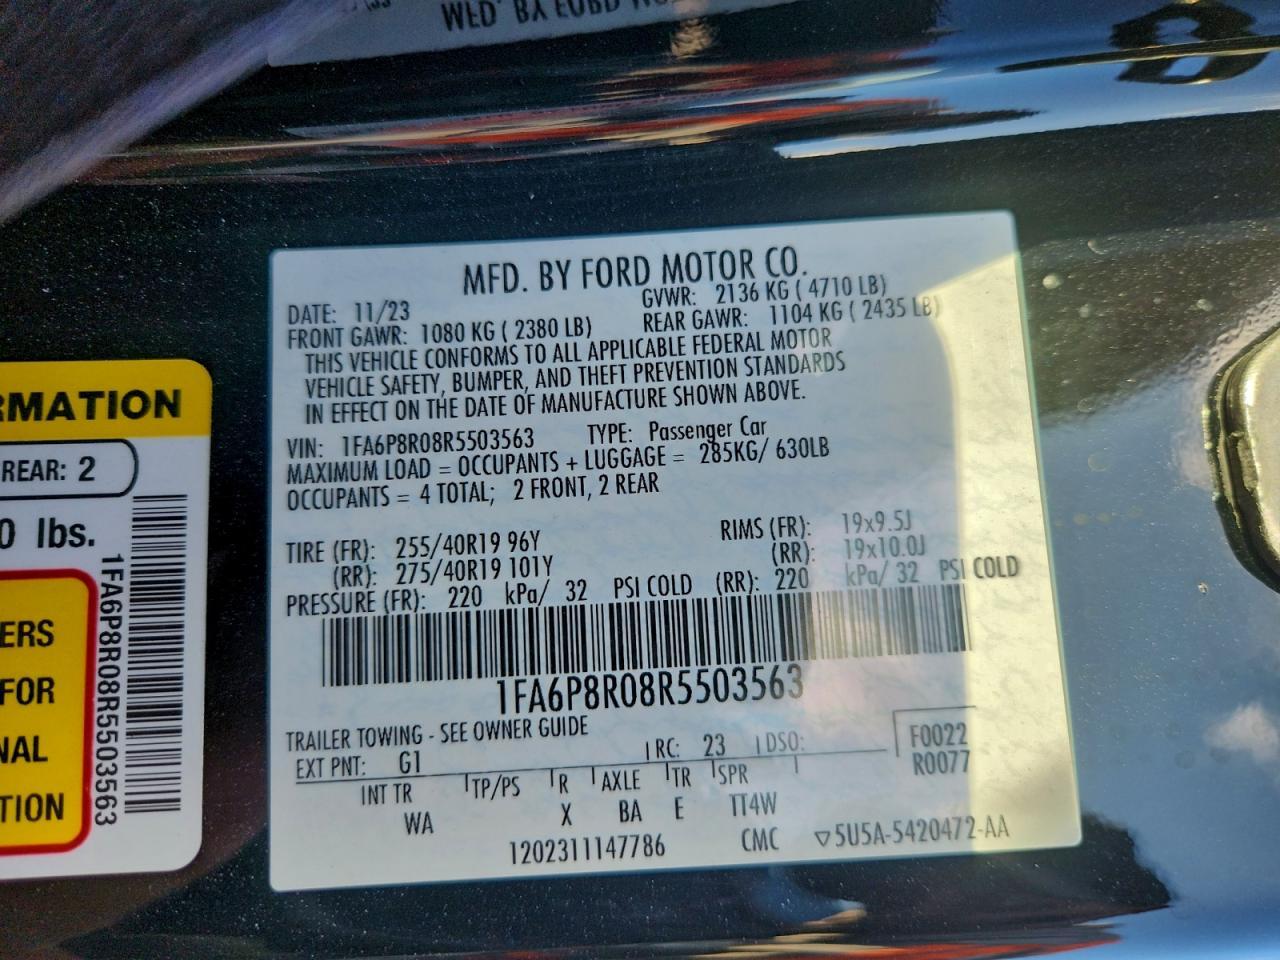 WLED' BX EOBD
MFD. BY FORD MOTOR CO.
DATE: 11/23
GVWR: 2136 KG ( 4710 LB)
FRONT GAWR: 1080 KG ( 2380 LB)
REAR GAWR: 1104 KG ( 2435 LB)
THIS VEHICLE CONFORMS TO ALL APPLICABLE FEDERAL MOTOR
VEHICLE SAFETY, BUMPER, AND THEFT PREVENTION STANDARDS
IN EFFECT ON THE DATE OF MANUFACTURE SHOWN ABOVE.
VIN: 1FA6P8R08R5503563 TYPE: Passenger Car
MAXIMUM LOAD = OCCUPANTS + LUGGAGE = 285KG/ 630LB
OCCUPANTS = 4 TOTAL; 2 FRONT, 2 REAR
TIRE (FR): 255/40R19 96Y RIMS (FR): 19x9.5J
(RR): 275/40R19 101Y (RR): 19x10.0J
PRESSURE (FR): 220 kPa/ 32 PSI COLD (RR): 220 kPa/ 32 PSI COLD
1FA6P8R08R5503563
TRAILER TOWING - SEE OWNER GUIDE
EXT PNT: G1 RC: 23 DSO: F0022
R0077
INT TR TP/PS R AXLE TR SPR
WA X BA E TT4W
1202311147786 CMC ▽5U5A-5420472-AA
RMATION
REAR: 2
0 lbs.
ERS
FOR
NAL
TION
1FA6P8R08R5503563